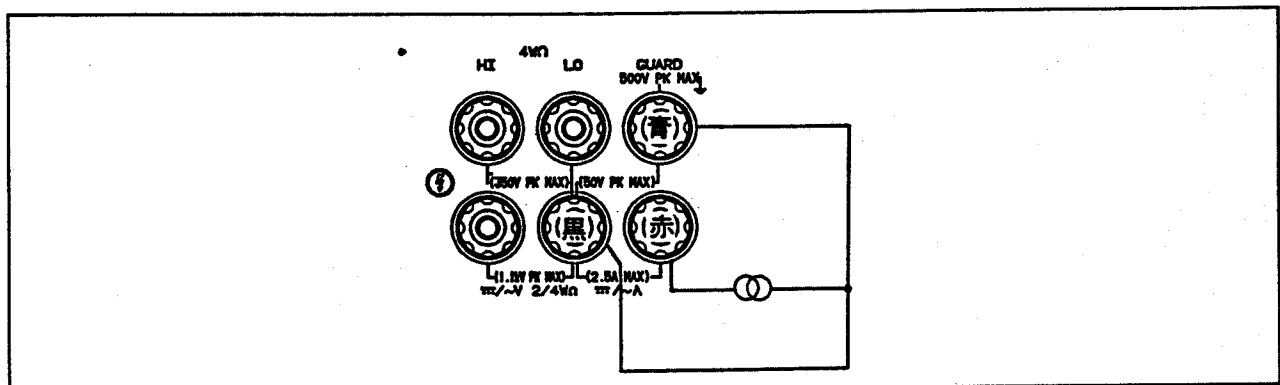 4WΩ
HI LO GUARD
500V PK MAX
(青)
(350V PK MAX) (50V PK MAX)
(黒) (赤)
(1.1kV PK MAX) (2.5A MAX)
⎓/~V 2/4WΩ ⎓/~A